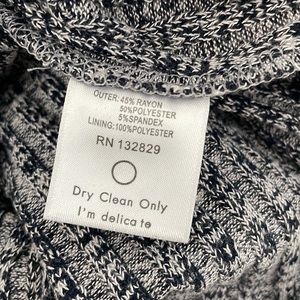 OUTER: 45% RAYON
50%POLYESTER
5%SPANDEX
LINING:100%POLYESTER
RN 132829
Dry Clean Only
I'm delicate